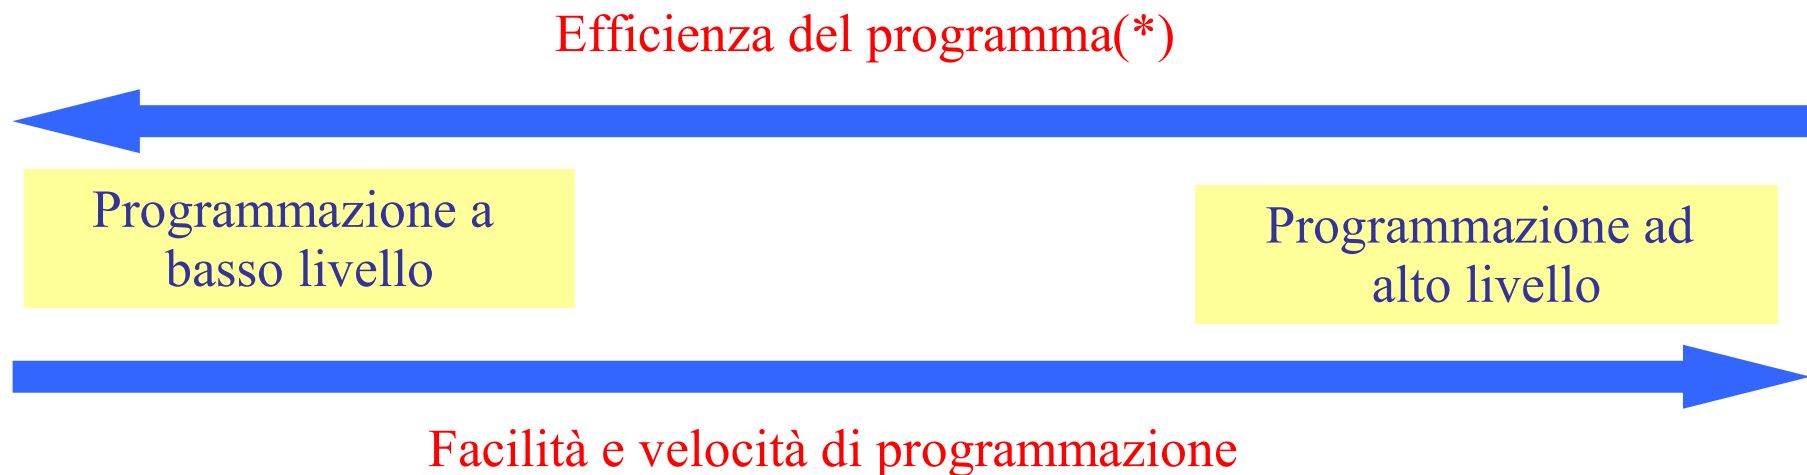 Efficienza del programma(*)
Programmazione a
basso livello
Programmazione ad
alto livello
Facilità e velocità di programmazione